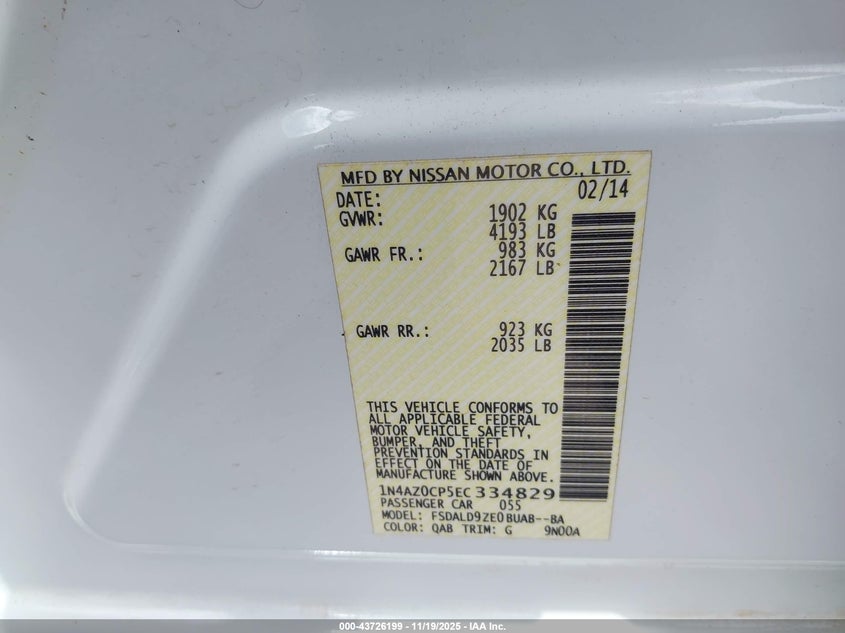 MFD BY NISSAN MOTOR CO., LTD.
DATE: 02/14
GVWR: 1902 KG
4193 LB
GAWR FR.: 983 KG
2167 LB
GAWR RR.: 923 KG
2035 LB
THIS VEHICLE CONFORMS TO
ALL APPLICABLE FEDERAL
MOTOR VEHICLE SAFETY,
BUMPER, AND THEFT
PREVENTION STANDARDS IN
EFFECT ON THE DATE OF
MANUFACTURE SHOWN ABOVE.
1N4AZ0CP5EC334829
PASSENGER CAR 055
MODEL: FSDALD9ZE0BUAB--BA
COLOR: QAB TRIM: G 9N00A
000-43726199 - 11/19/2025 - IAA Inc.